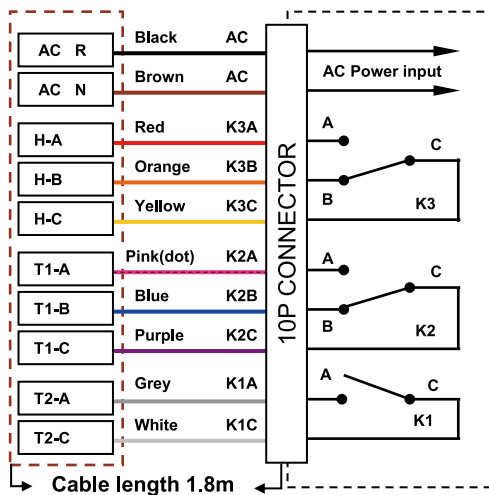 AC R Black AC
AC N Brown AC
AC Power input
H-A Red K3A
H-B Orange K3B
H-C Yellow K3C
A
C
B
K3
T1-A Pink(dot) K2A
T1-B Blue K2B
T1-C Purple K2C
A
C
B
K2
T2-A Grey K1A
T2-C White K1C
A
C
K1
10P CONNECTOR
Cable length 1.8m